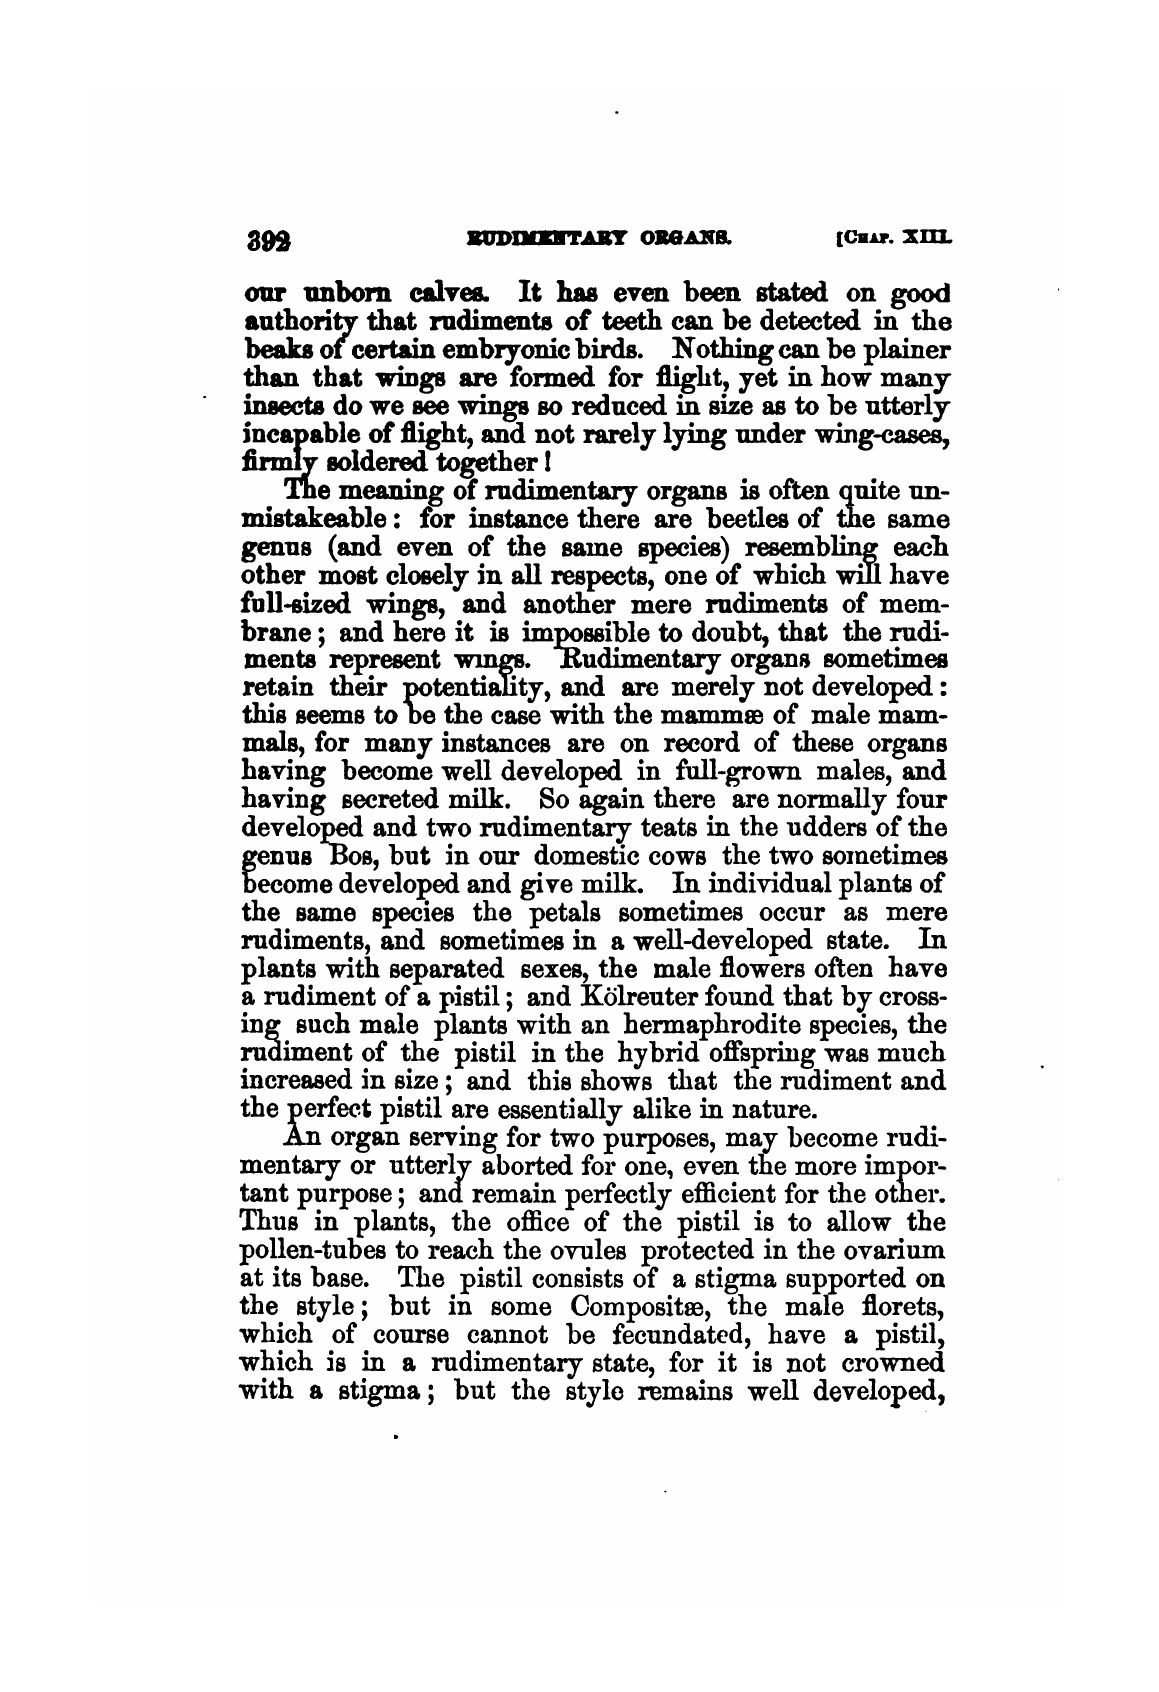 392 RUDIMENTARY ORGANS. [CHAP. XIII.
our unborn calves. It has even been stated on good
authority that rudiments of teeth can be detected in the
beaks of certain embryonic birds. Nothing can be plainer
than that wings are formed for flight, yet in how many
insects do we see wings so reduced in size as to be utterly
incapable of flight, and not rarely lying under wing-cases,
firmly soldered together!
The meaning of rudimentary organs is often quite un-
mistakeable: for instance there are beetles of the same
genus (and even of the same species) resembling each
other most closely in all respects, one of which will have
full-sized wings, and another mere rudiments of mem-
brane; and here it is impossible to doubt, that the rudi-
ments represent wings. Rudimentary organs sometimes
retain their potentiality, and are merely not developed:
this seems to be the case with the mammæ of male mam-
mals, for many instances are on record of these organs
having become well developed in full-grown males, and
having secreted milk. So again there are normally four
developed and two rudimentary teats in the udders of the
genus Bos, but in our domestic cows the two sometimes
become developed and give milk. In individual plants of
the same species the petals sometimes occur as mere
rudiments, and sometimes in a well-developed state. In
plants with separated sexes, the male flowers often have
a rudiment of a pistil; and Kölreuter found that by cross-
ing such male plants with an hermaphrodite species, the
rudiment of the pistil in the hybrid offspring was much
increased in size; and this shows that the rudiment and
the perfect pistil are essentially alike in nature.
An organ serving for two purposes, may become rudi-
mentary or utterly aborted for one, even the more impor-
tant purpose; and remain perfectly efficient for the other.
Thus in plants, the office of the pistil is to allow the
pollen-tubes to reach the ovules protected in the ovarium
at its base. The pistil consists of a stigma supported on
the style; but in some Compositæ, the male florets,
which of course cannot be fecundated, have a pistil,
which is in a rudimentary state, for it is not crowned
with a stigma; but the style remains well developed,